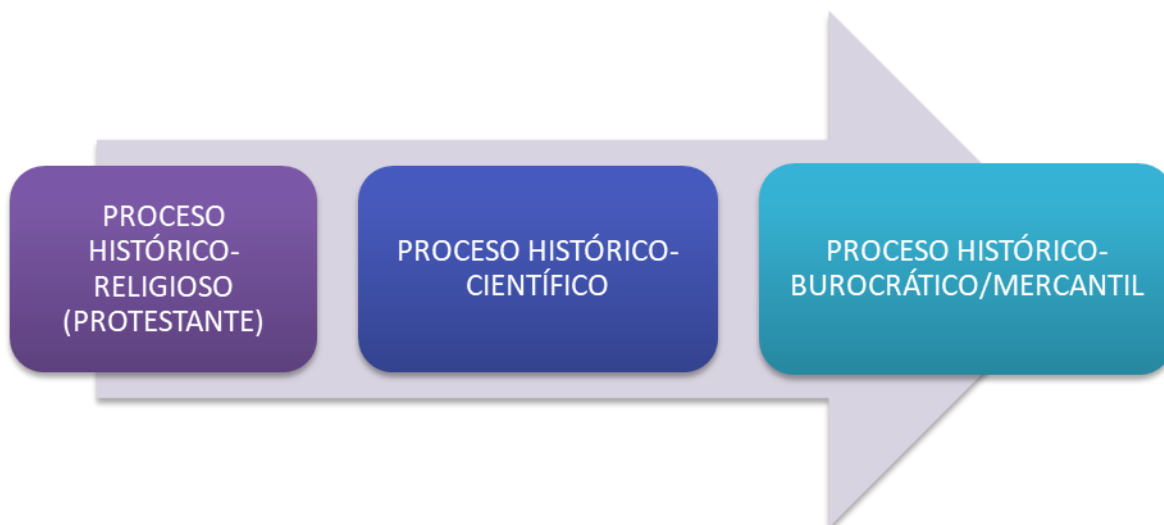 PROCESO
HISTÓRICO-
RELIGIOSO
(PROTESTANTE)
PROCESO HISTÓRICO-
CIENTÍFICO
PROCESO HISTÓRICO-
BUROCRÁTICO/MERCANTIL